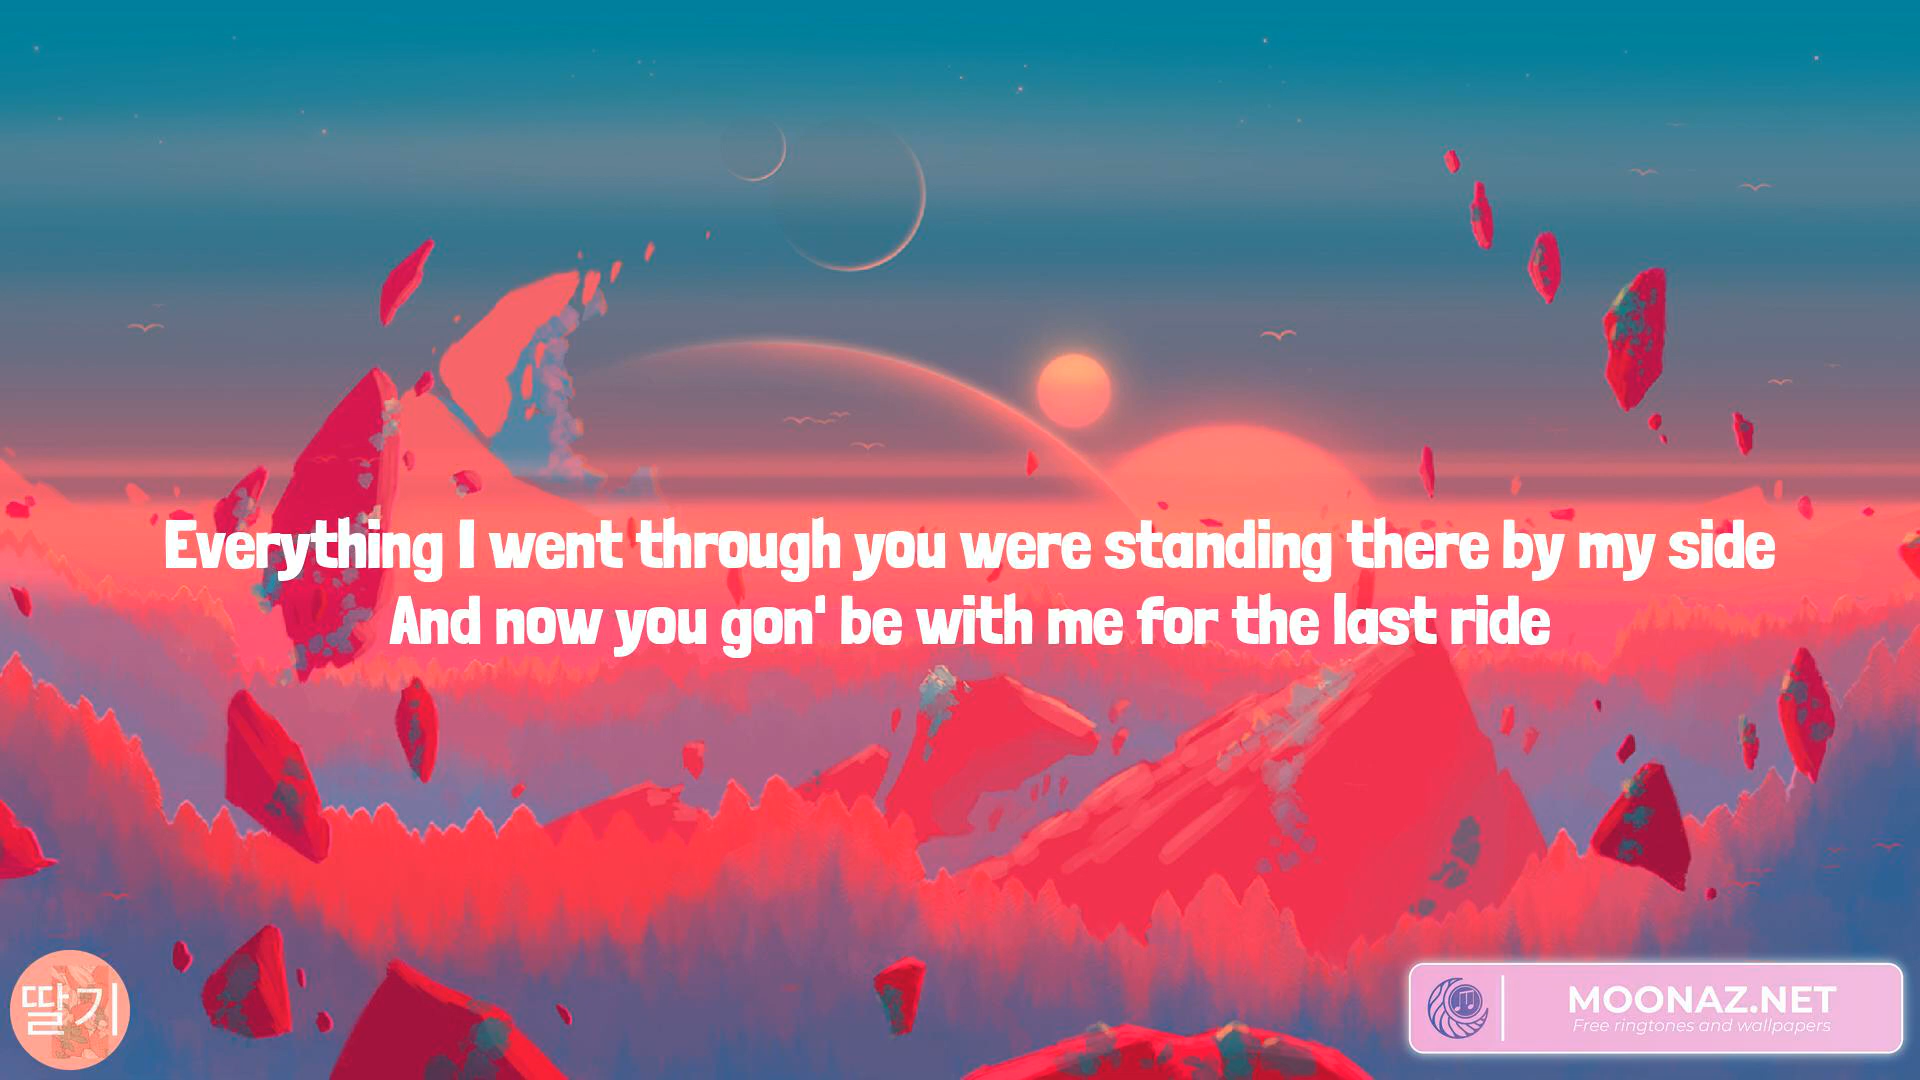 Everything I went through you were standing there by my side
And now you gon' be with me for the last ride
딸기
MOONAZ.NET
Free ringtones and wallpapers